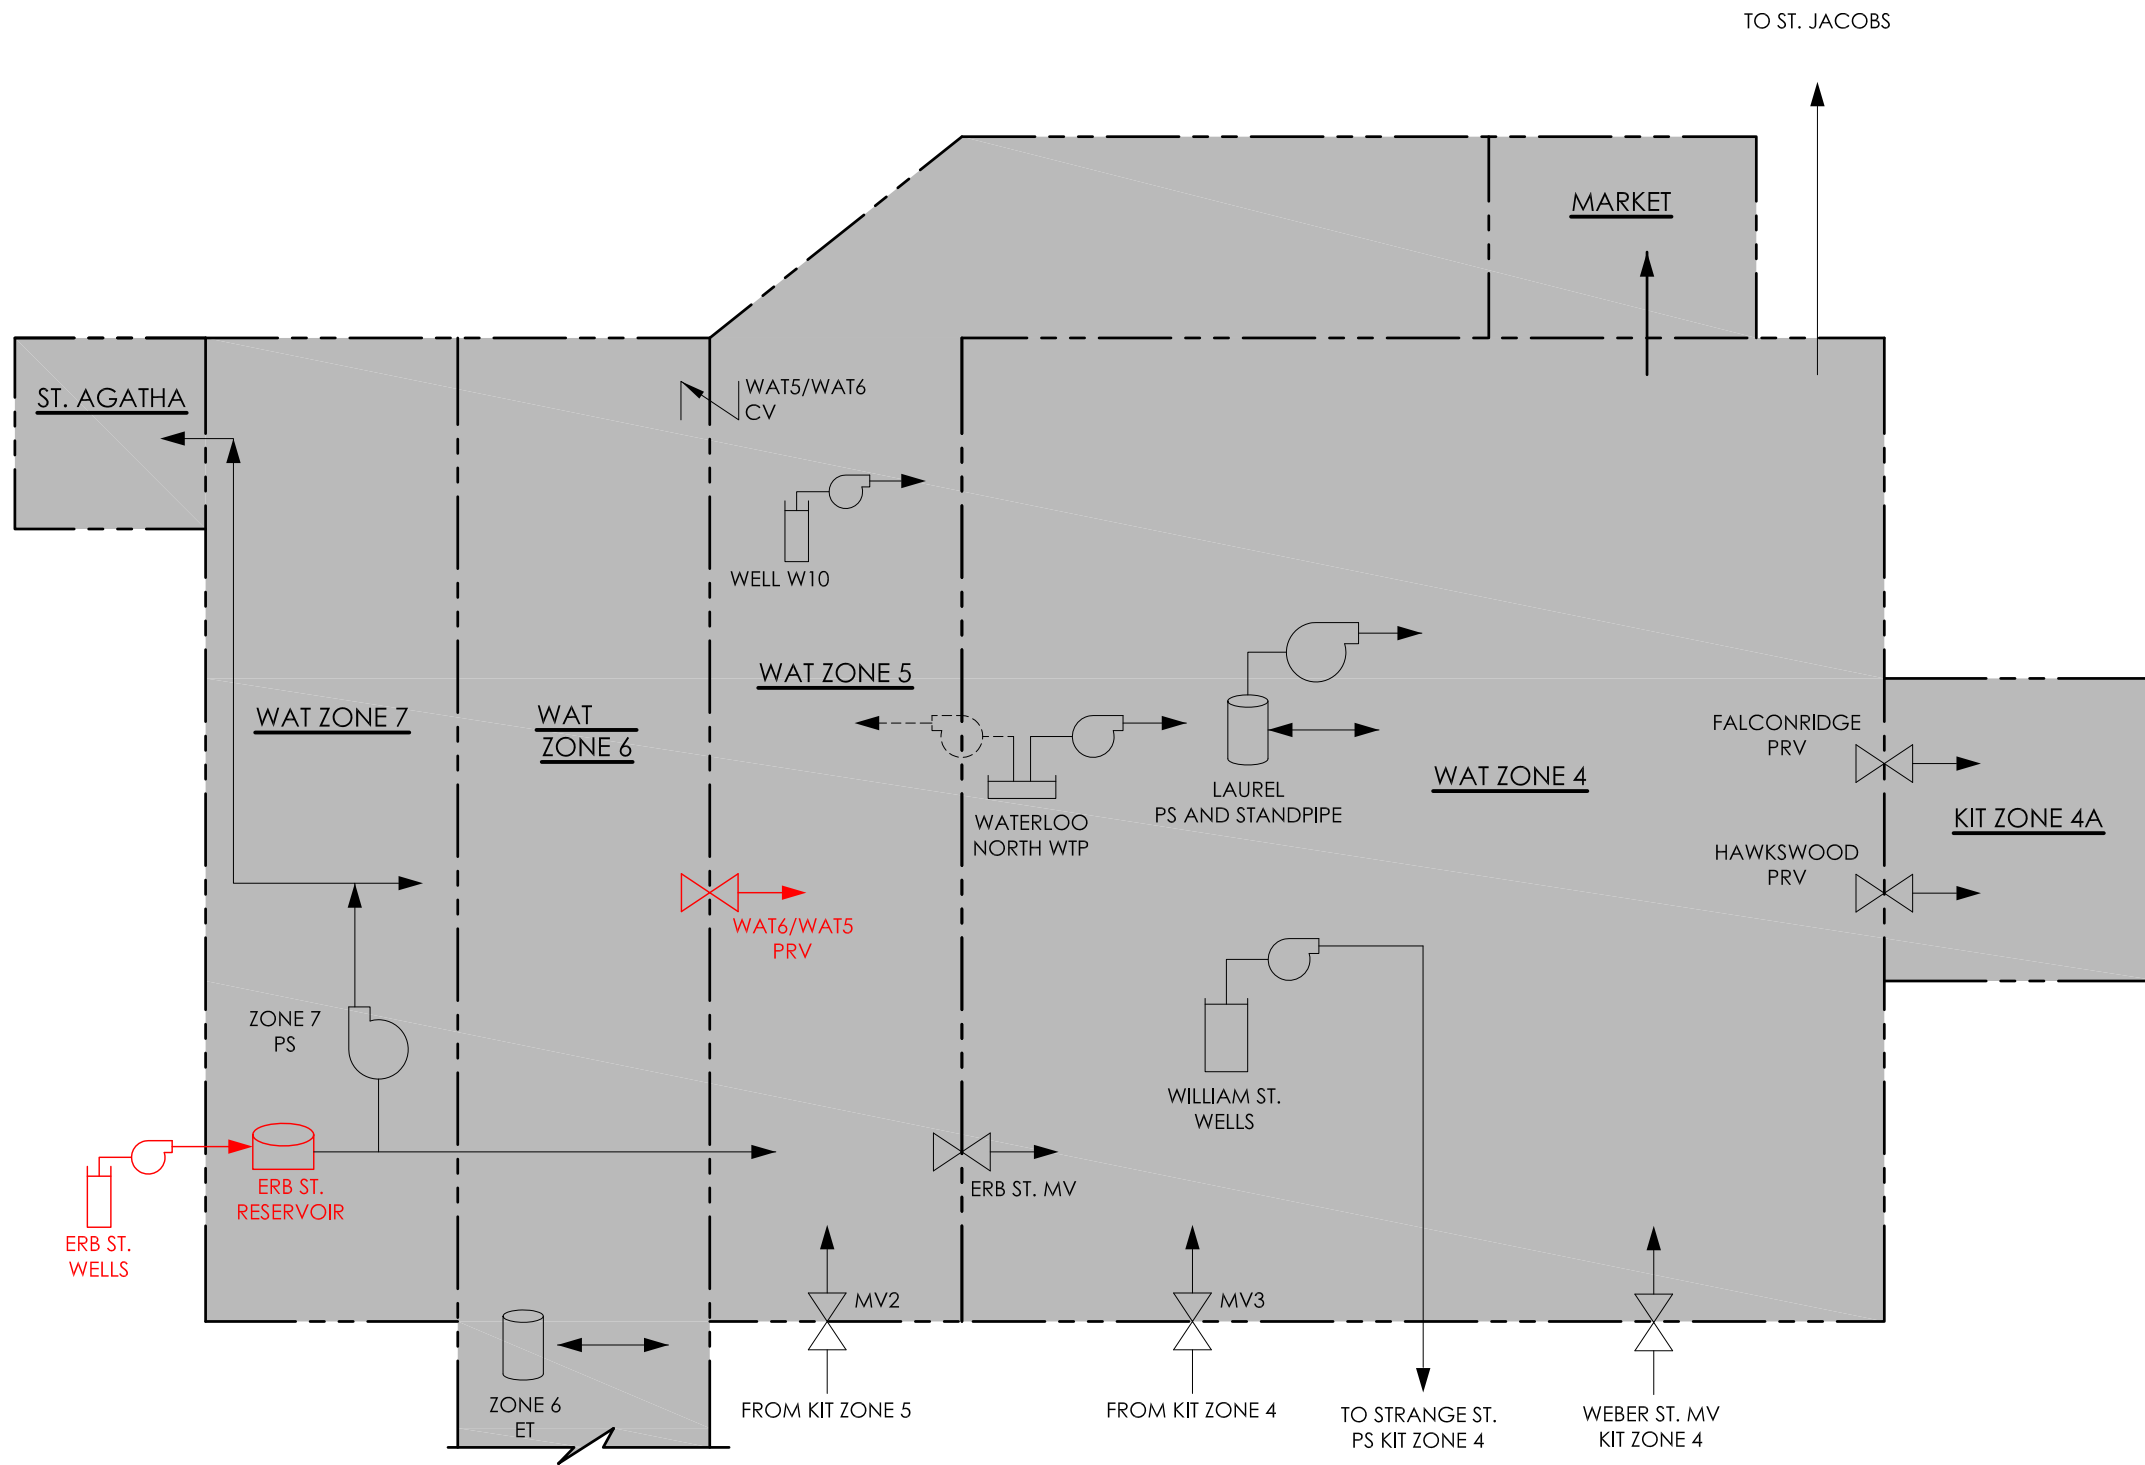 TO ST. JACOBS
MARKET
ST. AGATHA
WAT5/WAT6
CV
WELL W10
WAT ZONE 5
WAT ZONE 7
WAT
ZONE 6
FALCONRIDGE
PRV
LAUREL
PS AND STANDPIPE
WAT ZONE 4
WATERLOO
NORTH WTP
KIT ZONE 4A
HAWKSWOOD
PRV
WAT6/WAT5
PRV
ZONE 7
PS
WILLIAM ST.
WELLS
ERB ST.
RESERVOIR
ERB ST. MV
ERB ST.
WELLS
MV2
MV3
ZONE 6
ET
FROM KIT ZONE 5
FROM KIT ZONE 4
TO STRANGE ST.
PS KIT ZONE 4
WEBER ST. MV
KIT ZONE 4